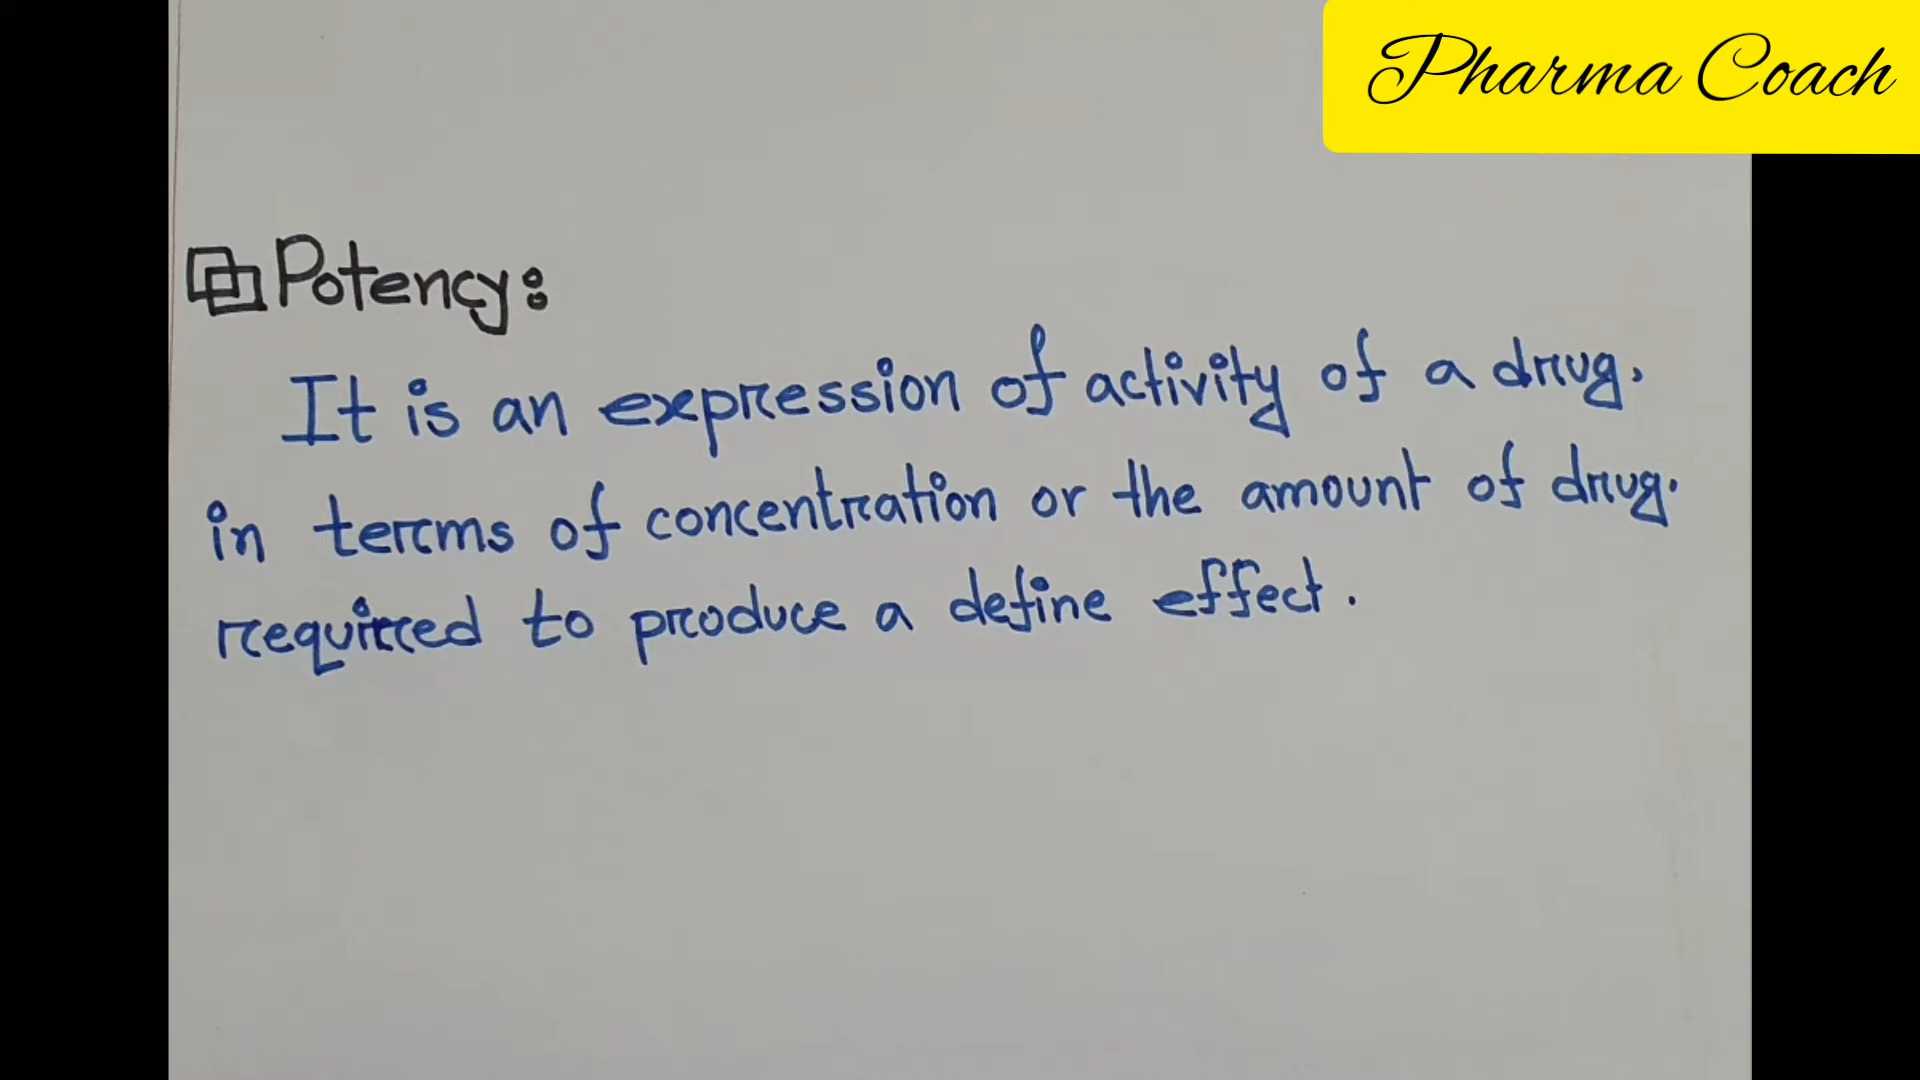 Pharma Coach
Potency:
It is an expression of activity of a drug,
in terms of concentration or the amount of drug.
required to produce a define effect.